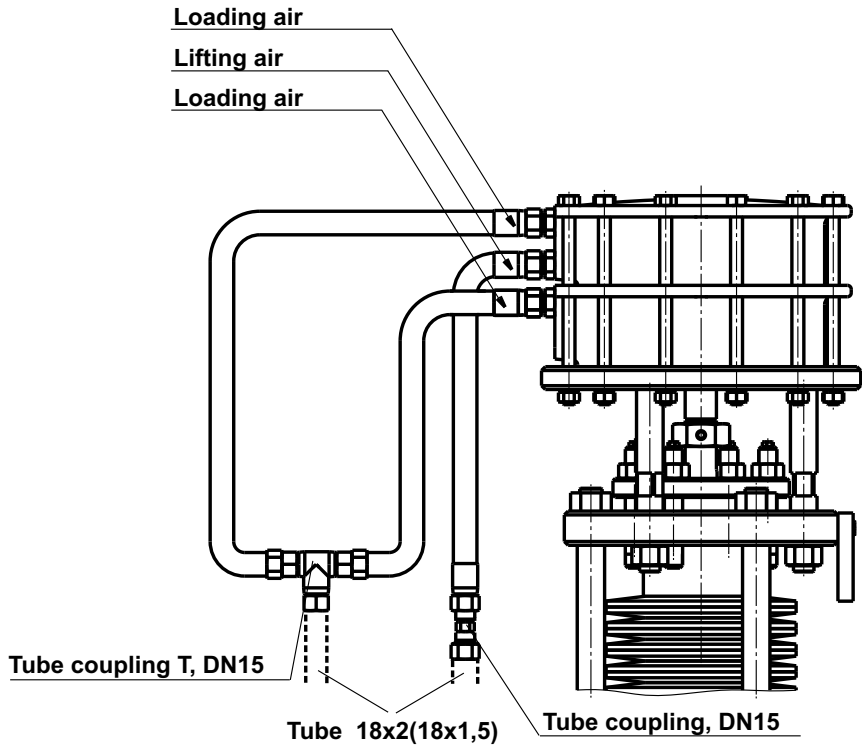 Loading air
Lifting air
Loading air
Tube coupling T, DN15
Tube 18x2(18x1,5)
Tube coupling, DN15